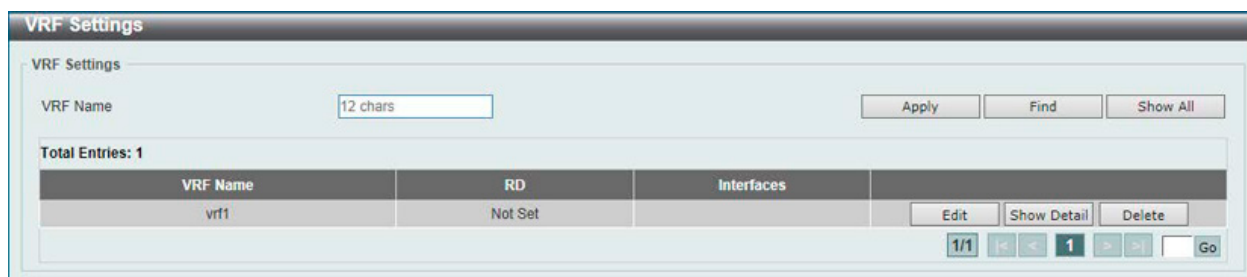 VRF Settings
VRF Settings
VRF Name 12 chars Apply Find Show All
Total Entries: 1
VRF Name RD Interfaces
vrf1 Not Set Edit Show Detail Delete
1/1 |< < 1 > >| Go